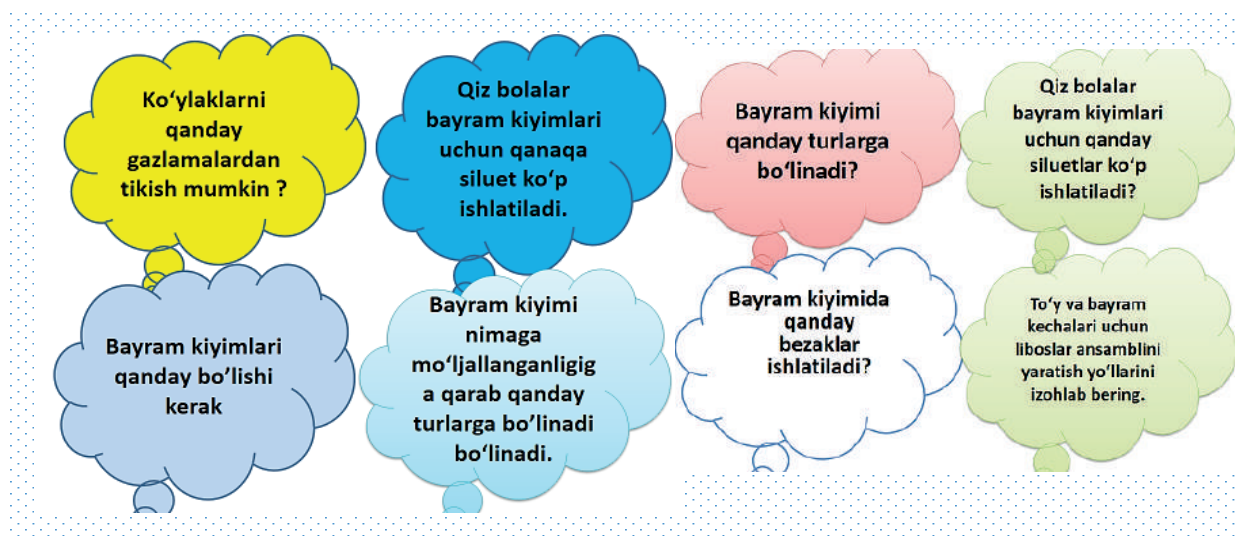 Ko‘ylaklarni
qanday
gazlamalardan
tikish mumkin ?
Qiz bolalar
bayram kiyimlari
uchun qanaqa
siluet ko‘p
ishlatiladi.
Bayram kiyimi
qanday turlarga
bo‘linadi?
Qiz bolalar
bayram kiyimlari
uchun qanday
siluetlar ko‘p
ishlatiladi?
Bayram kiyimlari
qanday bo’lishi
kerak
Bayram kiyimi
nimaga
mo‘ljallanganligig
a qarab qanday
turlarga bo’linadi
bo‘linadi.
Bayram kiyimida
qanday
bezaklar
ishlatiladi?
To‘y va bayram
kechalari uchun
liboslar ansamblini
yaratish yo‘llarini
izohlab bering.